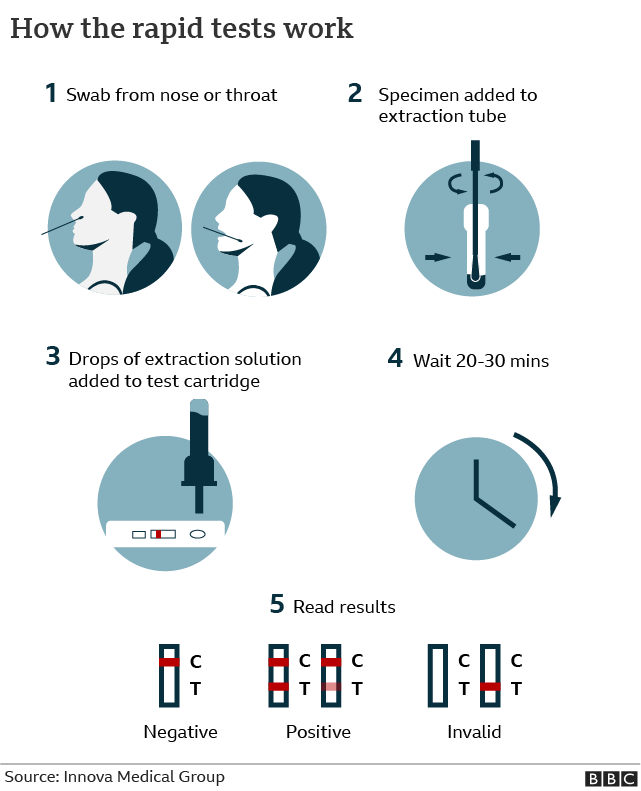 How the rapid tests work
1 Swab from nose or throat
2 Specimen added to
extraction tube
3 Drops of extraction solution
added to test cartridge
4 Wait 20-30 mins
5 Read results
C
T
Negative
C
T
C
T
Positive
C
T
C
T
Invalid
Source: Innova Medical Group
BBC